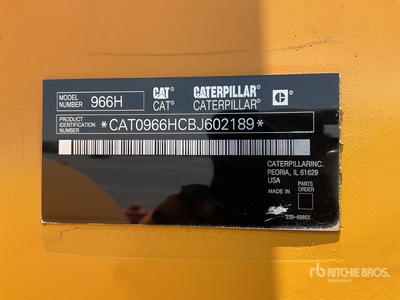 MODEL NUMBER 966H CAT® CATERPILLAR® C®
CAT® CATERPILLAR®
PRODUCT IDENTIFICATION NUMBER *CAT0966HCBJ602189*
CATERPILLAR INC.
PEORIA, IL 61629
USA
MADE IN PARTS ORDER
rb RITCHIE BROS.